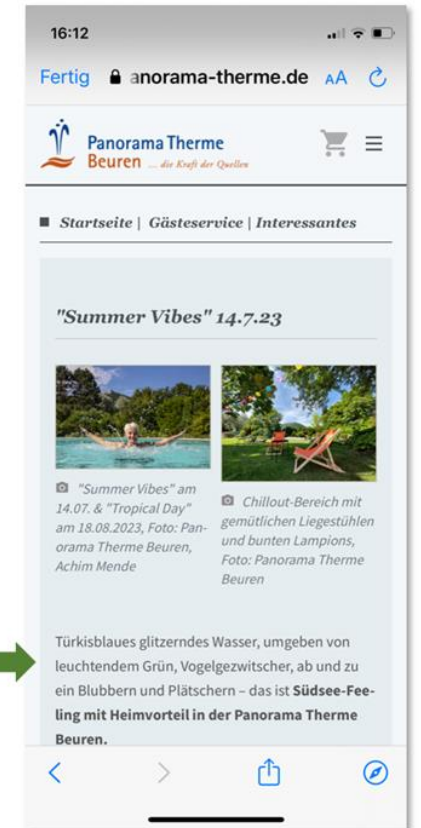 16:12
Fertig anorama-therme.de AA
Panorama Therme
Beuren ... die Kraft der Quellen
Startseite | Gästeservice | Interessantes
"Summer Vibes" 14.7.23
"Summer Vibes" am
14.07. & "Tropical Day"
am 18.08.2023, Foto: Pan-
orama Therme Beuren,
Achim Mende
Chillout-Bereich mit
gemütlichen Liegestühlen
und bunten Lampions,
Foto: Panorama Therme
Beuren
Türkisblaues glitzerndes Wasser, umgeben von
leuchtendem Grün, Vogelgezwitscher, ab und zu
ein Blubbern und Plätschern – das ist Südsee-Fee-
ling mit Heimvorteil in der Panorama Therme
Beuren.